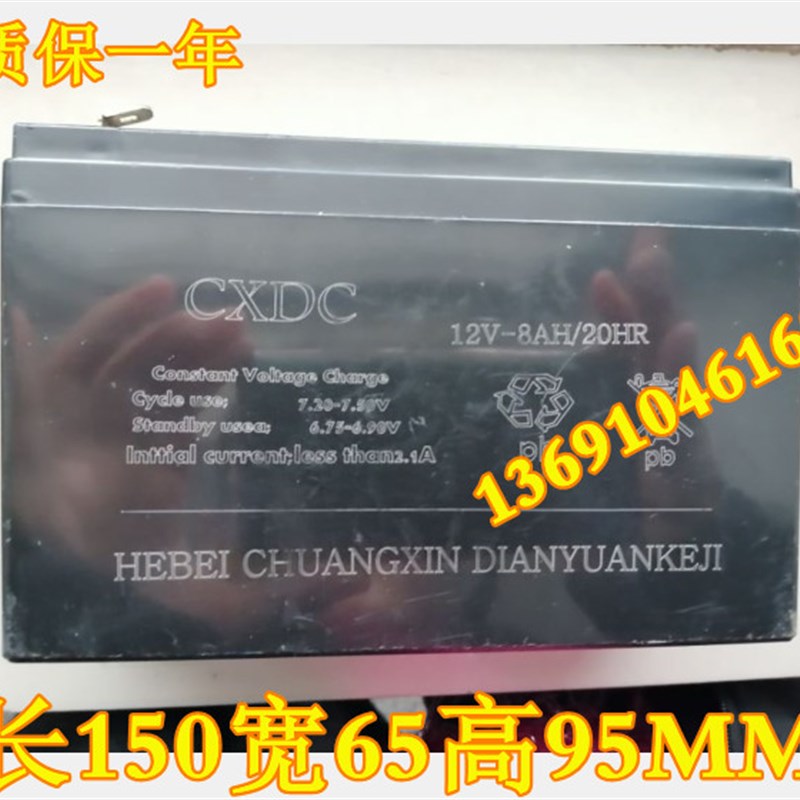 质保一年
CXDC
12V-8AH/20HR
Constant Voltage Charge
Cycle use; 7.20-7.50V
Standby usea; 6.75-6.90V
Inttial current;less than2.1A
pb
pb
1369104616
HEBEI CHUANGXIN DIANYUANKEJI
长150宽65高95MM